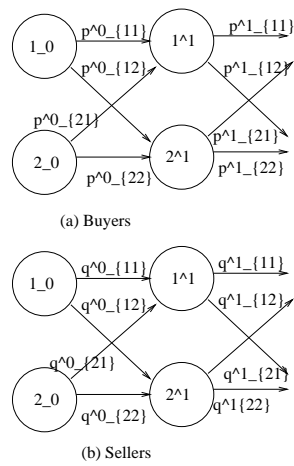 p^0_{11}
p^1_{11}
1_0
1^1
p^0_{12}
p^1_{12}
p^0_{21}
p^1_{21}
2_0
2^1
p^0_{22}
p^1_{22}
(a) Buyers
q^0_{11}
q^1_{11}
1_0
1^1
q^0_{12}
q^1_{12}
q^0_{21}
q^1_{21}
2_0
2^1
q^0_{22}
q^1{22}
(b) Sellers